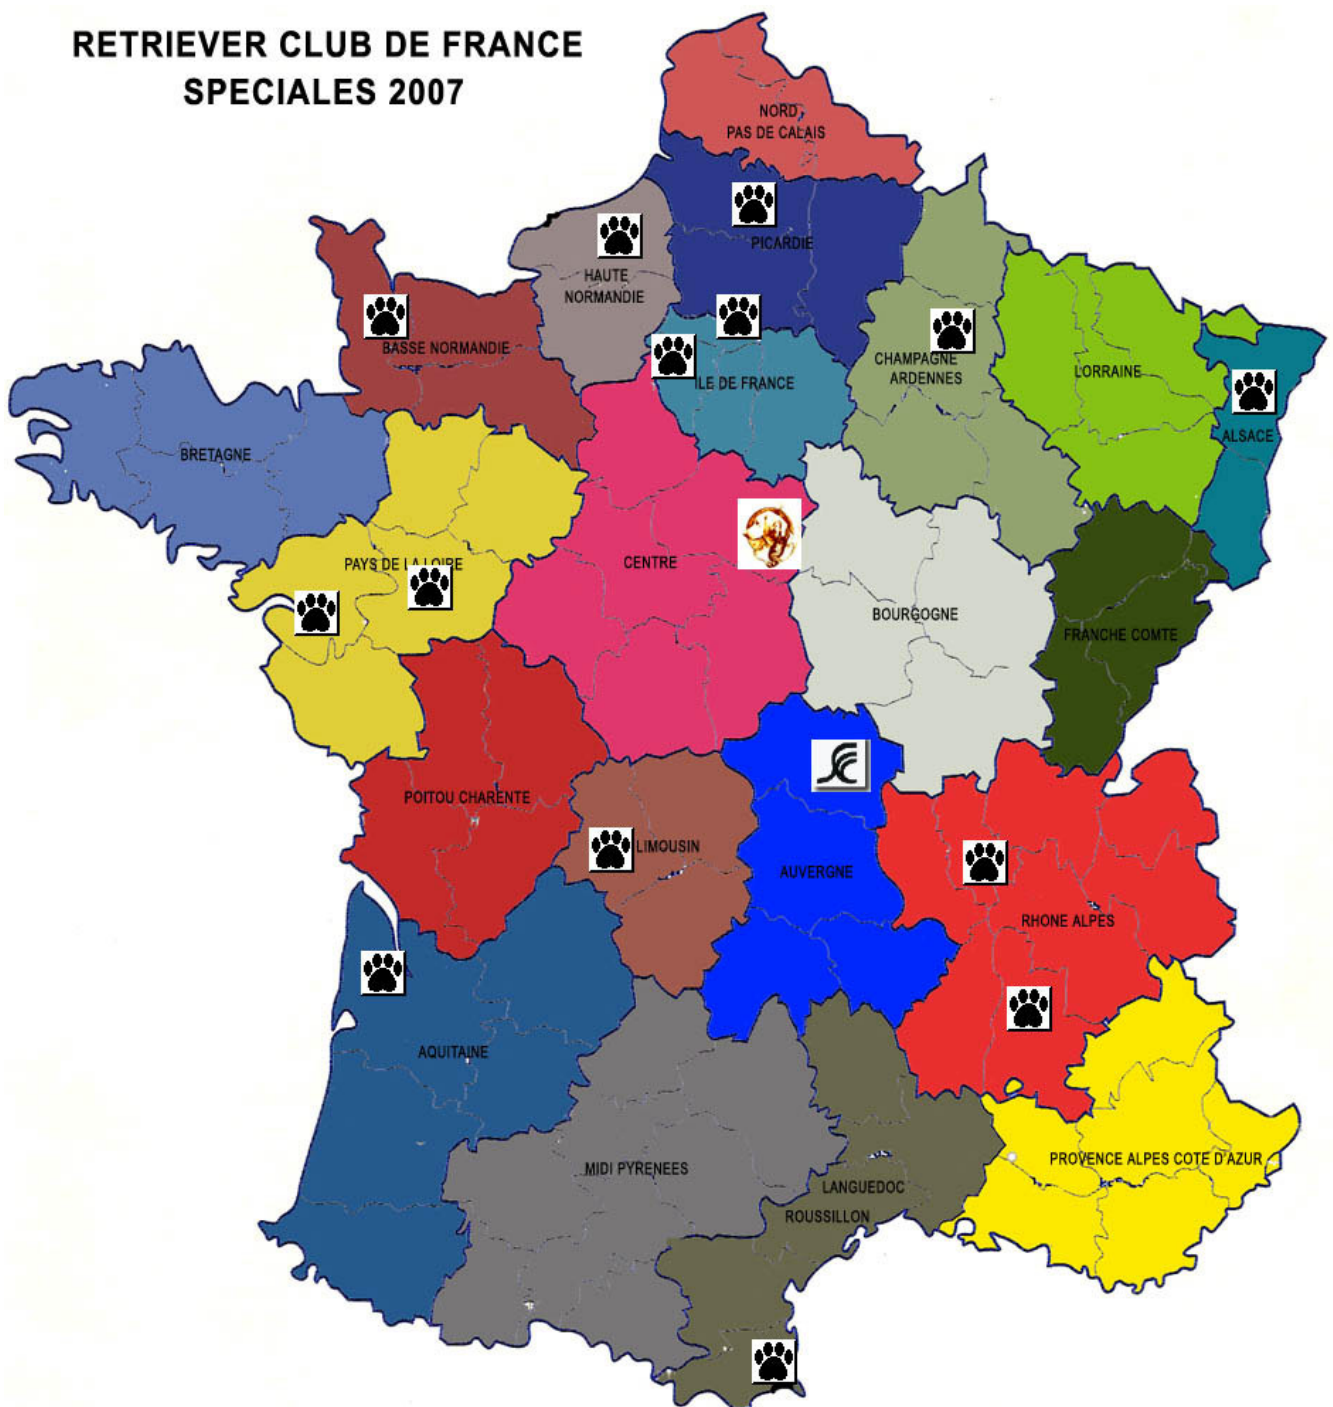 RETRIEVER CLUB DE FRANCE
SPECIALES 2007
NORD
PAS DE CALAIS
PICARDIE
HAUTE
NORMANDIE
BASSE NORMANDIE
CHAMPAGNE
ARDENNES
LORRAINE
ILE DE FRANCE
ALSACE
BRETAGNE
PAYS DE LA LOIRE
CENTRE
BOURGOGNE
FRANCHE COMTE
POITOU CHARENTE
LIMOUSIN
AUVERGNE
RHONE ALPES
AQUITAINE
MIDI PYRENEES
LANGUEDOC
ROUSSILLON
PROVENCE ALPES COTE D'AZUR